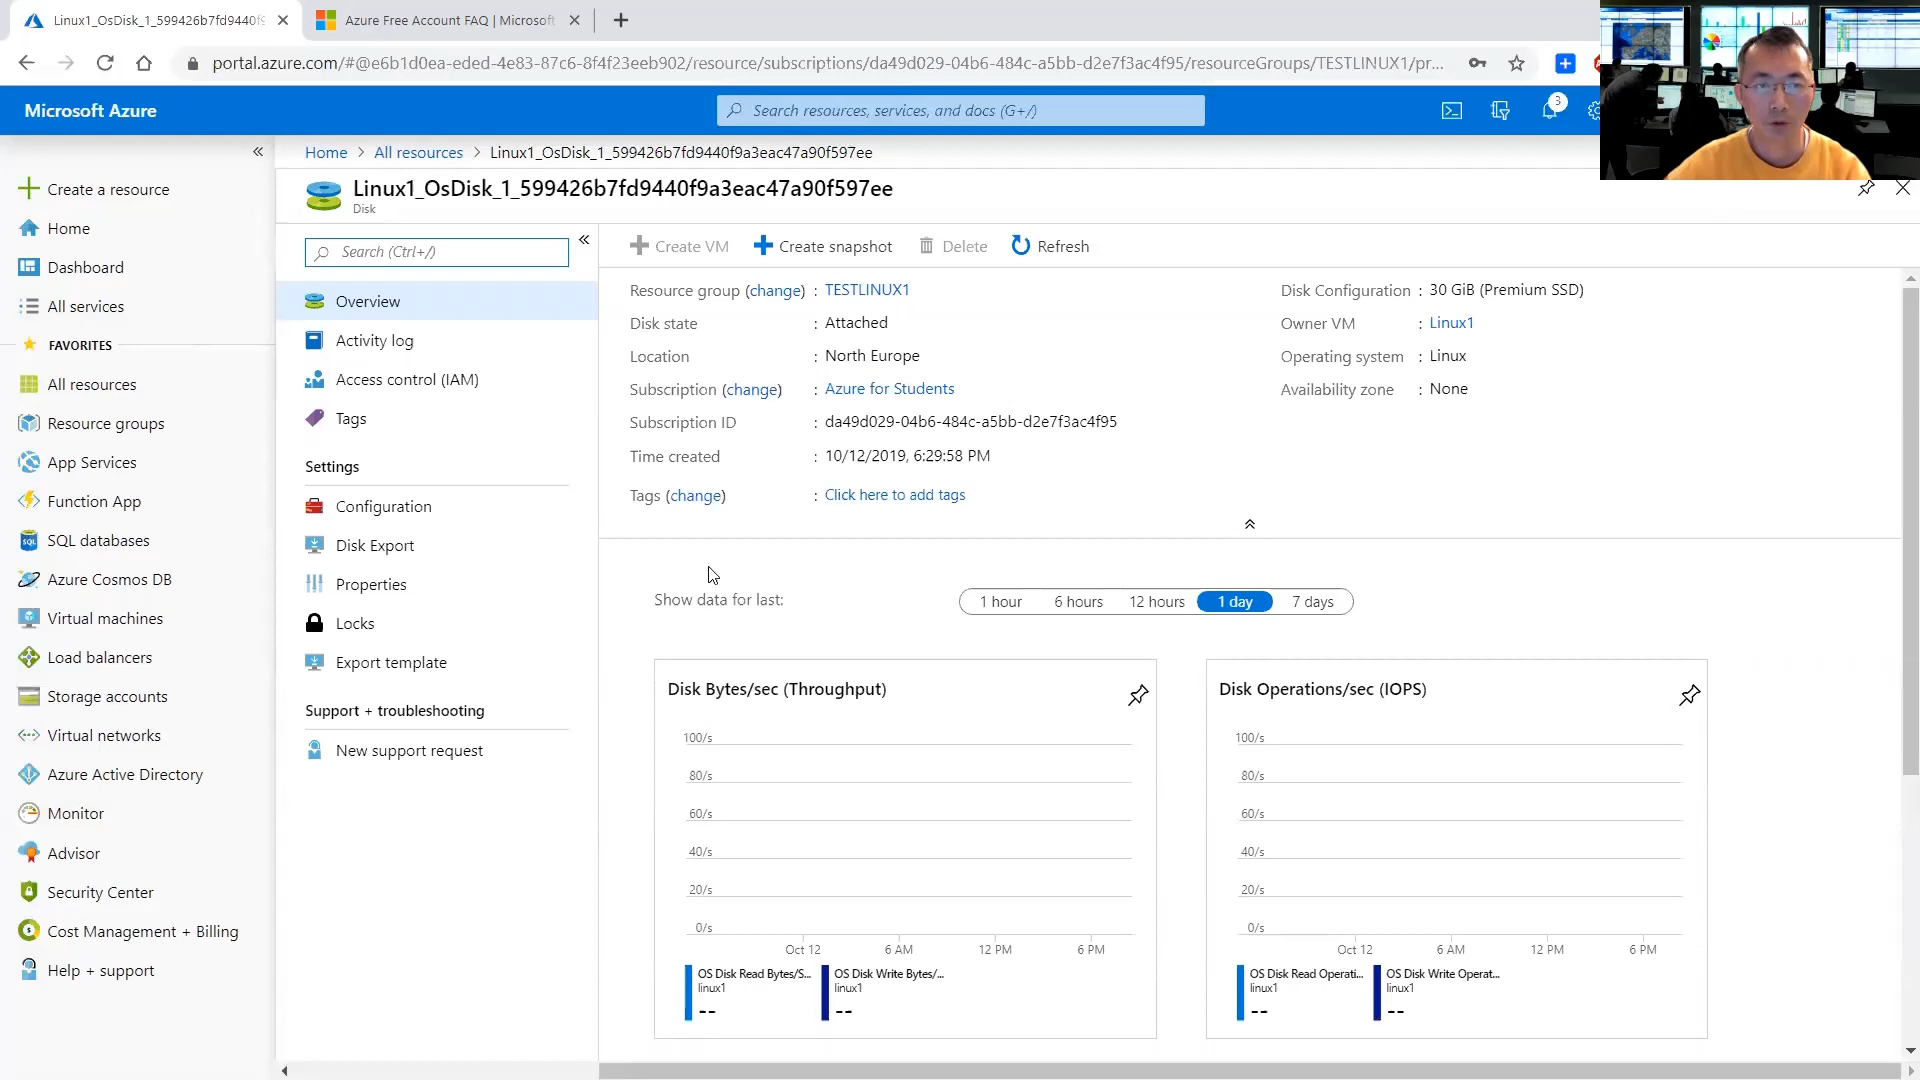 Linux1_OsDisk_1_599426b7fd9440f9
Azure Free Account FAQ | Microsoft
portal.azure.com/#@e6b1d0ea-eded-4e83-87c6-8f4f23eeb902/resource/subscriptions/da49d029-04b6-484c-a5bb-d2e7f3ac4f95/resourceGroups/TESTLINUX1/pr...
Microsoft Azure
Search resources, services, and docs (G+/)
3
Home > All resources > Linux1_OsDisk_1_599426b7fd9440f9a3eac47a90f597ee
Linux1_OsDisk_1_599426b7fd9440f9a3eac47a90f597ee
Disk
Create a resource
Home
Dashboard
All services
FAVORITES
All resources
Resource groups
App Services
Function App
SQL databases
Azure Cosmos DB
Virtual machines
Load balancers
Storage accounts
Virtual networks
Azure Active Directory
Monitor
Advisor
Security Center
Cost Management + Billing
Help + support
Search (Ctrl+/)
Overview
Activity log
Access control (IAM)
Tags
Settings
Configuration
Disk Export
Properties
Locks
Export template
Support + troubleshooting
New support request
Create VM
Create snapshot
Delete
Refresh
Resource group (change) : TESTLINUX1
Disk state : Attached
Location : North Europe
Subscription (change) : Azure for Students
Subscription ID : da49d029-04b6-484c-a5bb-d2e7f3ac4f95
Time created : 10/12/2019, 6:29:58 PM
Tags (change) : Click here to add tags
Disk Configuration : 30 GiB (Premium SSD)
Owner VM : Linux1
Operating system : Linux
Availability zone : None
Show data for last:
1 hour
6 hours
12 hours
1 day
7 days
Disk Bytes/sec (Throughput)
100/s
80/s
60/s
40/s
20/s
0/s
Oct 12
6 AM
12 PM
6 PM
OS Disk Read Bytes/S...
linux1
--
OS Disk Write Bytes/...
linux1
--
Disk Operations/sec (IOPS)
100/s
80/s
60/s
40/s
20/s
0/s
Oct 12
6 AM
12 PM
6 PM
OS Disk Read Operati...
linux1
--
OS Disk Write Operat...
linux1
--